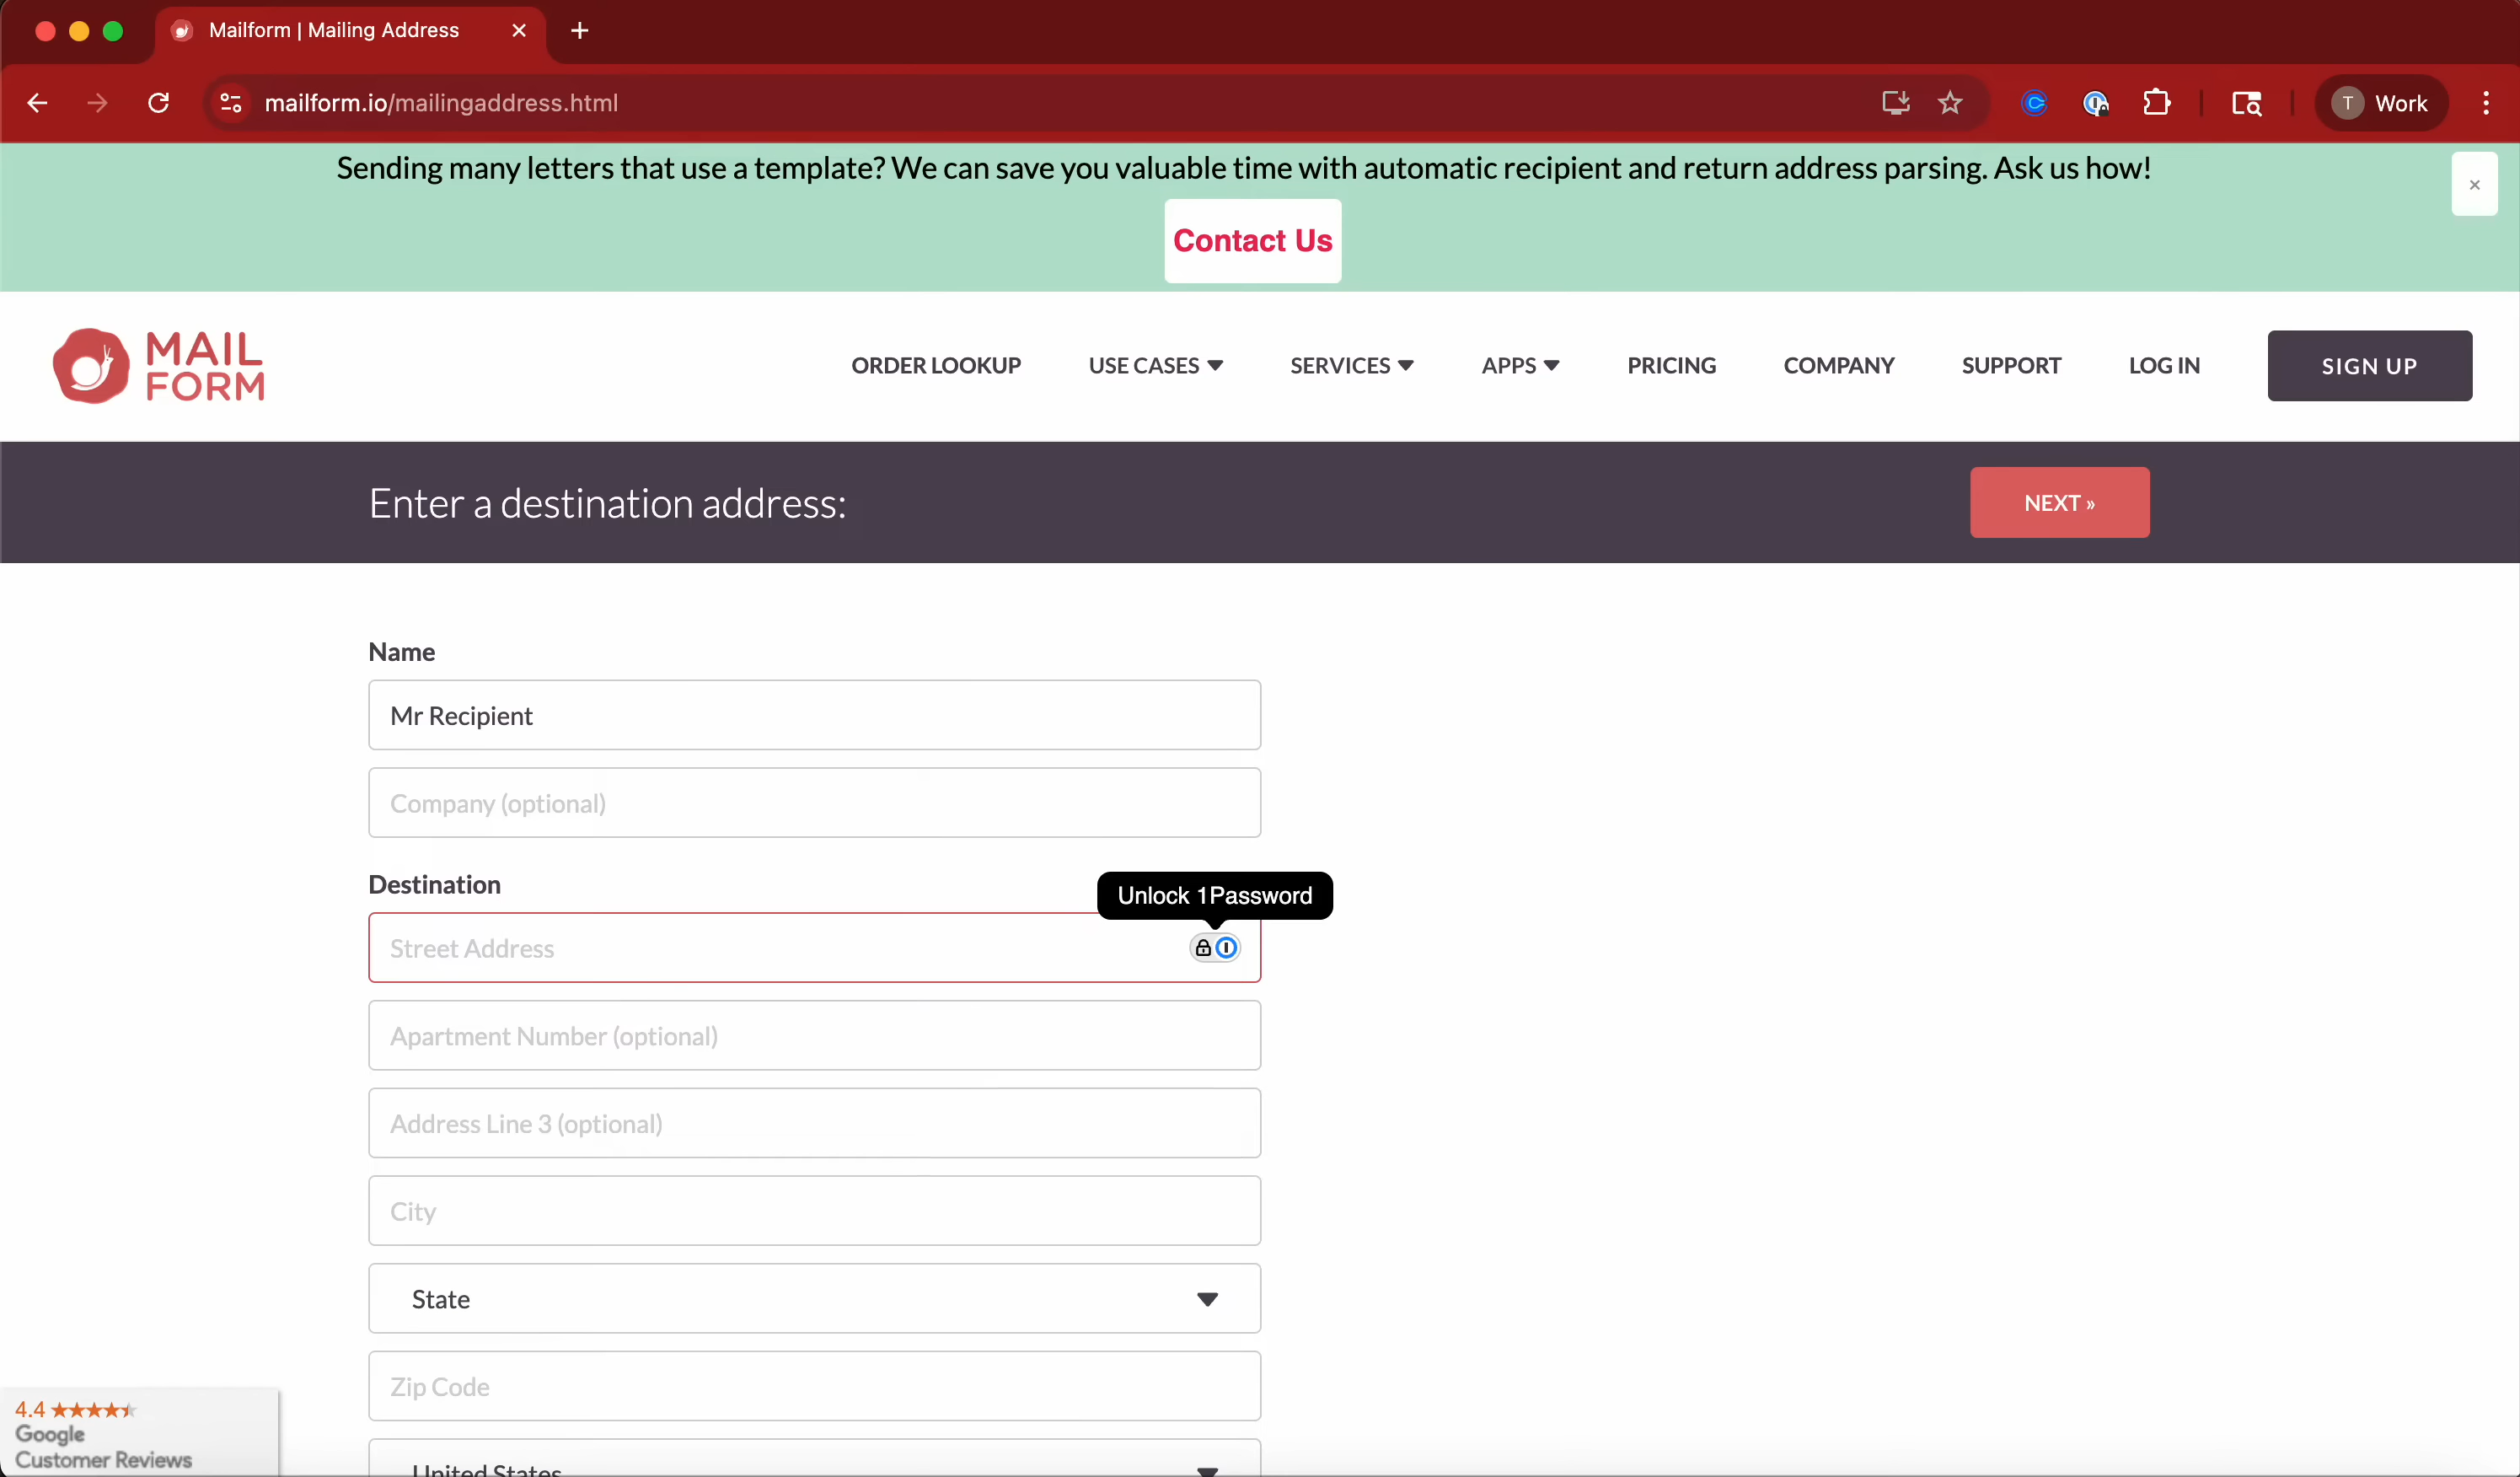 Mailform | Mailing Address
mailform.io/mailingaddress.html
T Work
Sending many letters that use a template? We can save you valuable time with automatic recipient and return address parsing. Ask us how!
Contact Us
MAIL
FORM
ORDER LOOKUP USE CASES SERVICES APPS PRICING COMPANY SUPPORT LOG IN SIGN UP
Enter a destination address:
NEXT »
Name
Mr Recipient
Company (optional)
Destination
Unlock 1Password
Street Address
Apartment Number (optional)
Address Line 3 (optional)
City
State
Zip Code
4.4
Google
Customer Reviews
United States